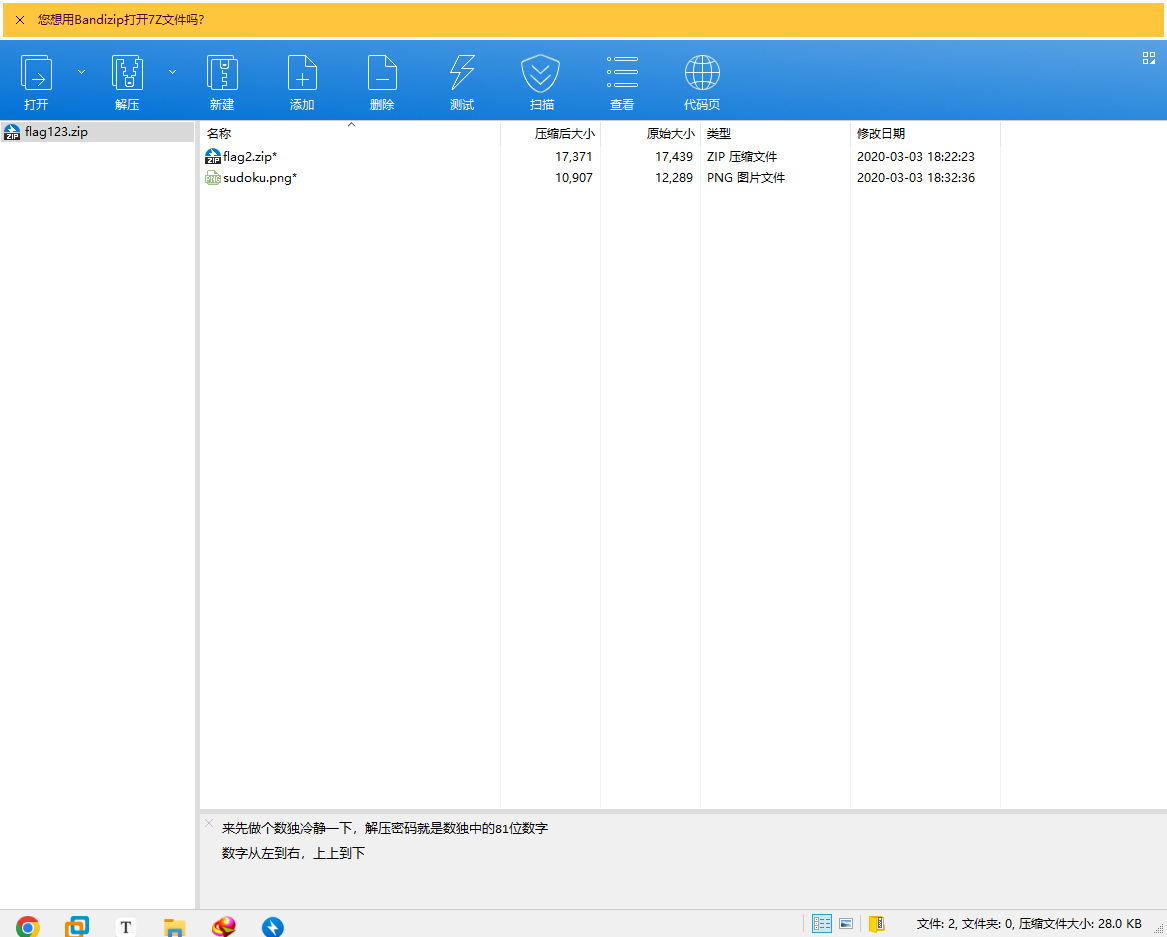 您想用Bandizip打开7Z文件吗?
打开 解压 新建 添加 删除 测试 扫描 查看 代码页
flag123.zip
名称 压缩后大小 原始大小 类型 修改日期
flag2.zip* 17,371 17,439 ZIP 压缩文件 2020-03-03 18:22:23
sudoku.png* 10,907 12,289 PNG 图片文件 2020-03-03 18:32:36
来先做个数独冷静一下，解压密码就是数独中的81位数字
数字从左到右，上上到下
文件: 2, 文件夹: 0, 压缩文件大小: 28.0 KB